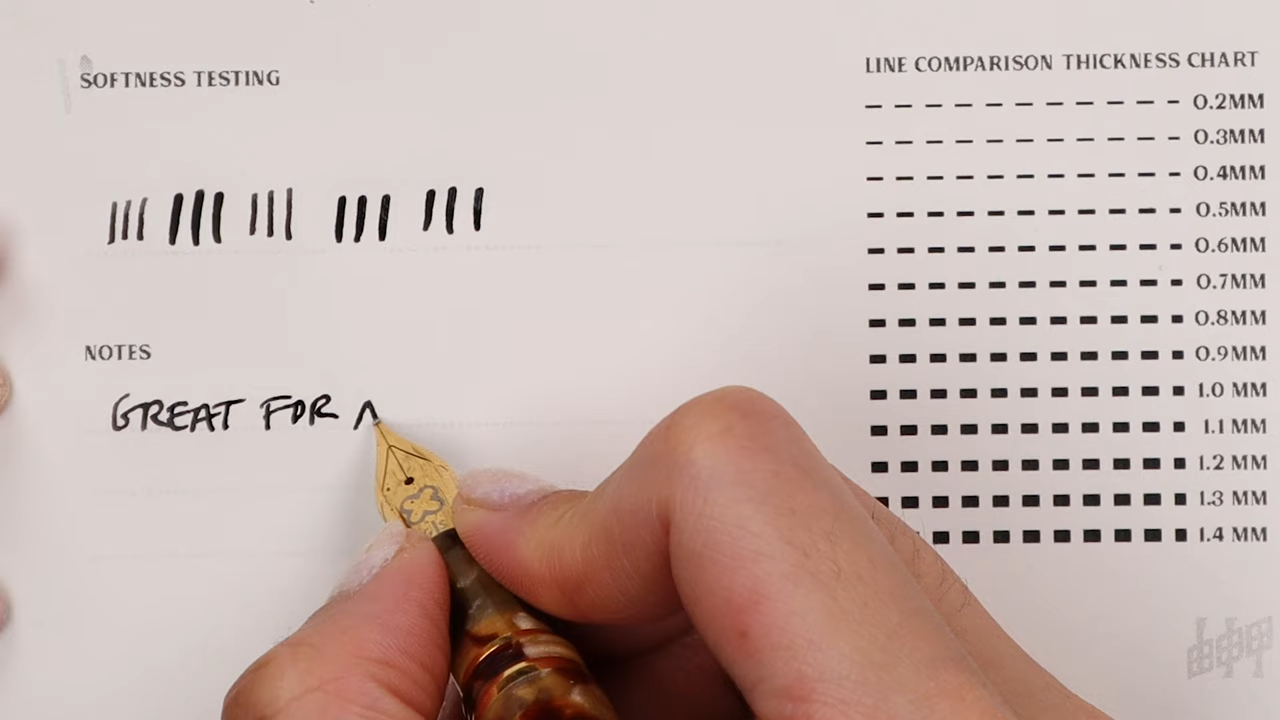 SOFTNESS TESTING
LINE COMPARISON THICKNESS CHART
0.2MM
0.3MM
0.4MM
0.5MM
0.6MM
0.7MM
0.8MM
0.9MM
1.0 MM
1.1 MM
1.2 MM
1.3 MM
1.4 MM
NOTES
GREAT FOR